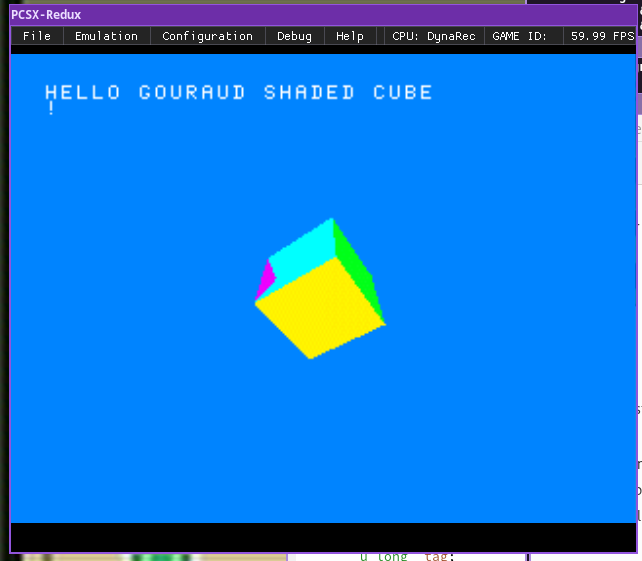 PCSX-Redux
File Emulation Configuration Debug Help CPU: DynaRec GAME ID: 59.99 FPS
HELLO GOURAUD SHADED CUBE
!
u_long tag;